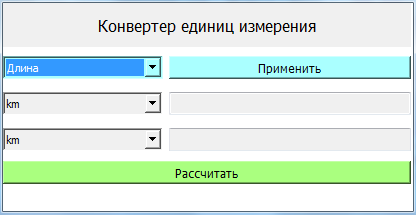 Конвертер единиц измерения
Длина
Применить
km
km
Рассчитать